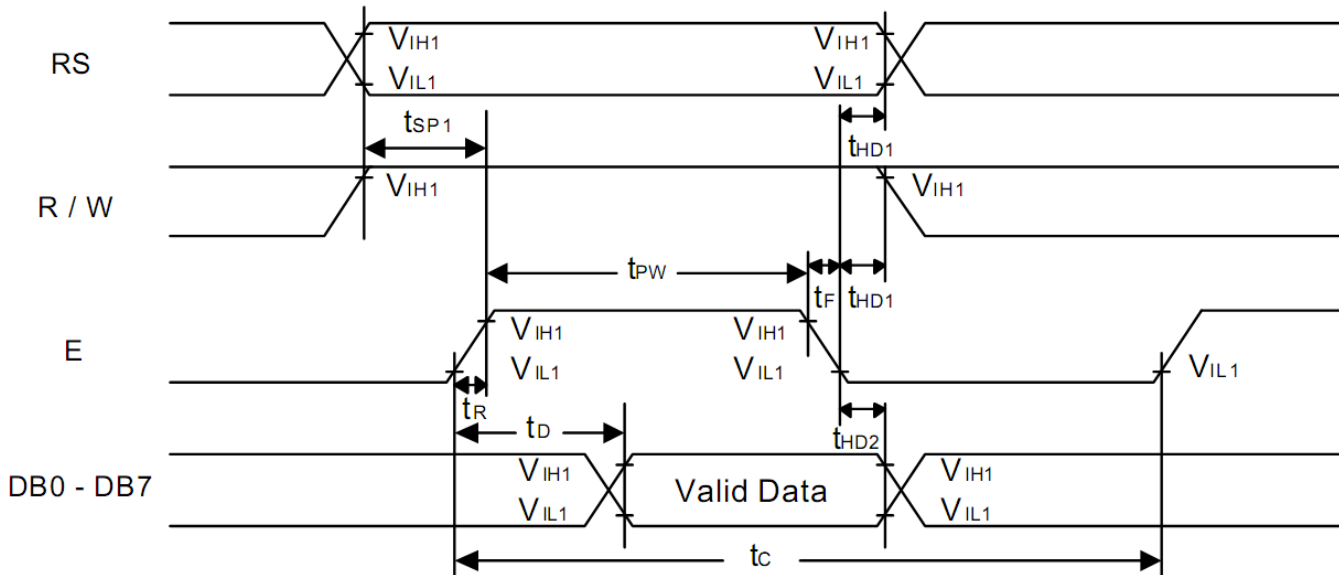 RS VIH1 VIH1
VIL1 VIL1
tSP1 tHD1
R / W VIH1 VIH1
tPW tF tHD1
E VIH1 VIH1
VIL1 VIL1 VIL1
tR tD tHD2
DB0 - DB7 VIH1 Valid Data VIH1
VIL1 VIL1
tC